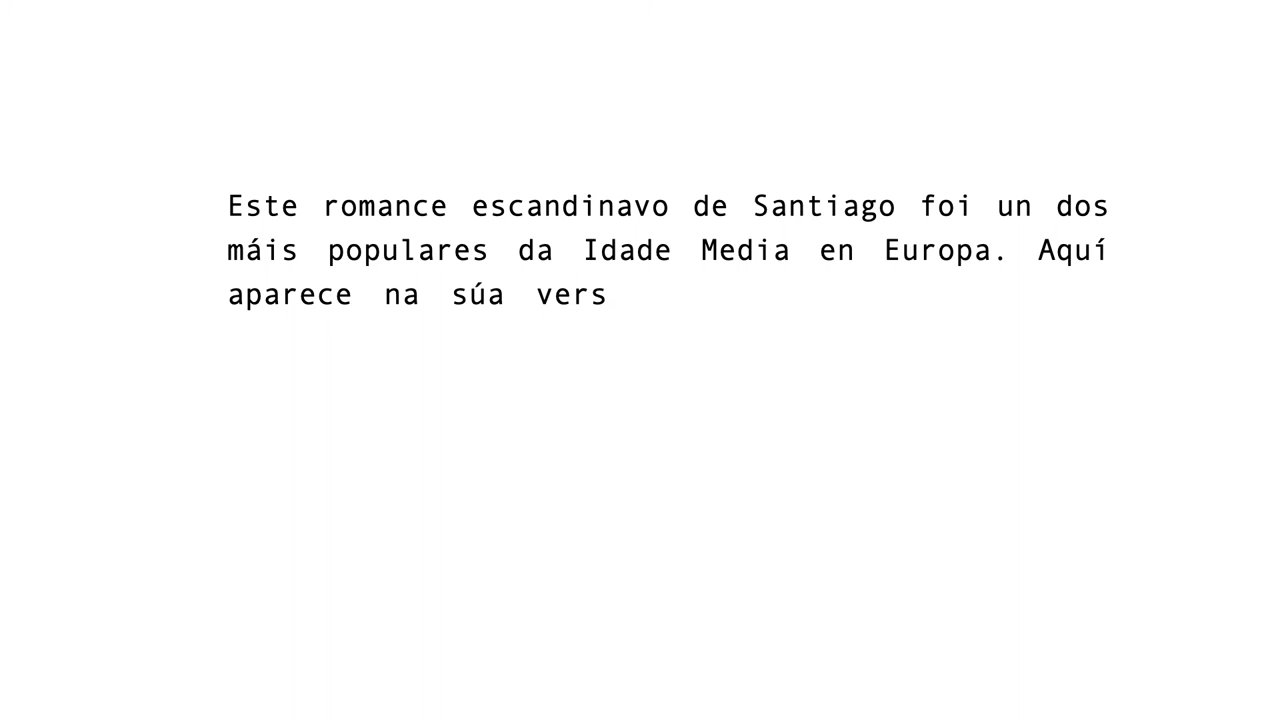 Este romance escandinavo de Santiago foi un dos
máis populares da Idade Media en Europa. Aquí
aparece na súa vers